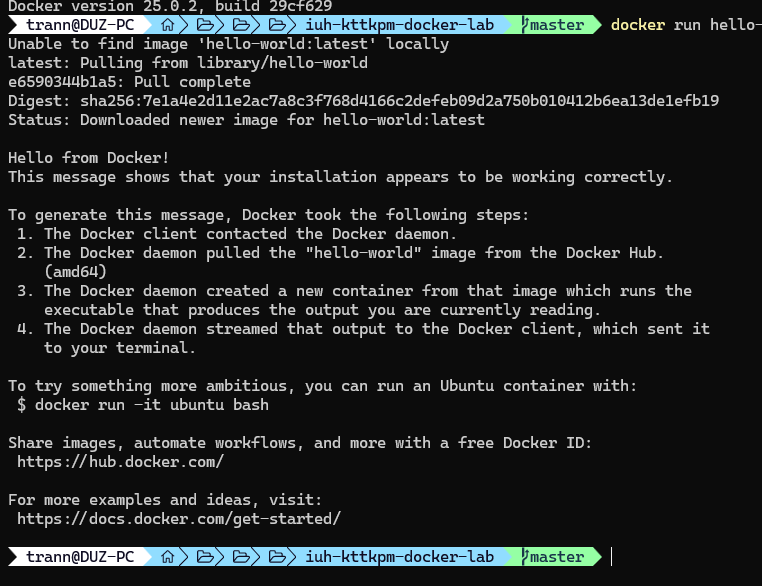 Docker version 25.0.2, build 29cf629
trann@DUZ-PC iuh-kttkpm-docker-lab master docker run hello-
Unable to find image 'hello-world:latest' locally
latest: Pulling from library/hello-world
e6590344b1a5: Pull complete
Digest: sha256:7e1a4e2d11e2ac7a8c3f768d4166c2defeb09d2a750b010412b6ea13de1efb19
Status: Downloaded newer image for hello-world:latest
Hello from Docker!
This message shows that your installation appears to be working correctly.
To generate this message, Docker took the following steps:
1. The Docker client contacted the Docker daemon.
2. The Docker daemon pulled the "hello-world" image from the Docker Hub.
(amd64)
3. The Docker daemon created a new container from that image which runs the
executable that produces the output you are currently reading.
4. The Docker daemon streamed that output to the Docker client, which sent it
to your terminal.
To try something more ambitious, you can run an Ubuntu container with:
$ docker run -it ubuntu bash
Share images, automate workflows, and more with a free Docker ID:
https://hub.docker.com/
For more examples and ideas, visit:
https://docs.docker.com/get-started/
trann@DUZ-PC iuh-kttkpm-docker-lab master